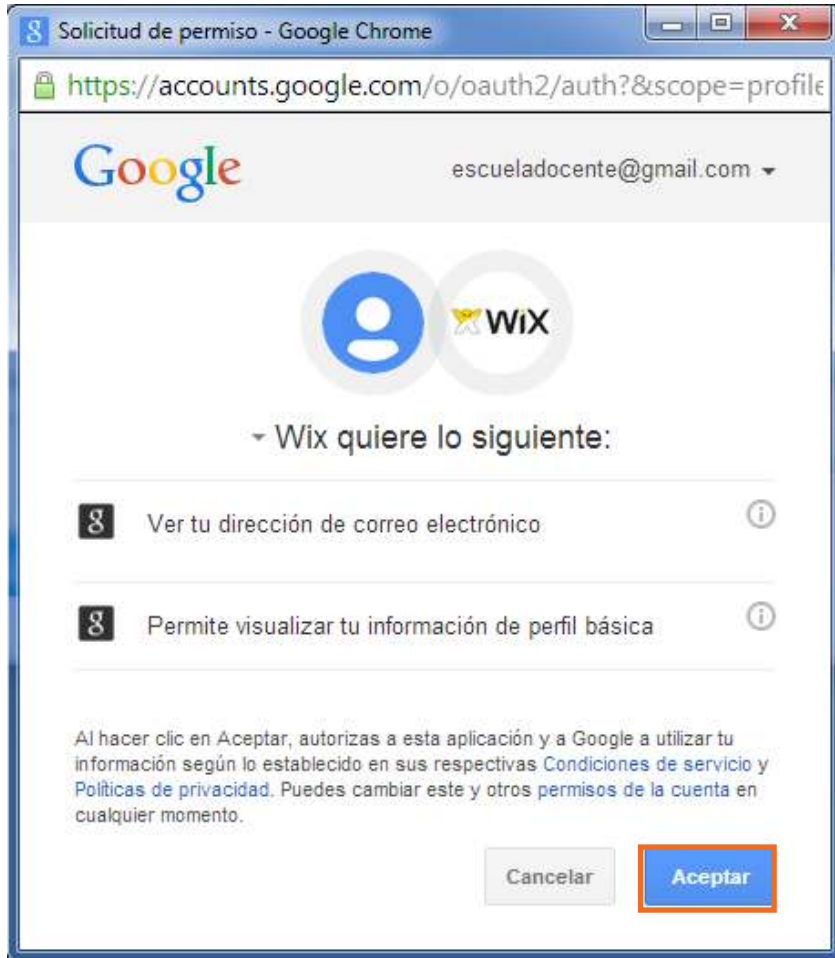 Solicitud de permiso - Google Chrome
https://accounts.google.com/o/oauth2/auth?&scope=profile
Google
escueladocente@gmail.com
WiX
Wix quiere lo siguiente:
g Ver tu dirección de correo electrónico i
g Permite visualizar tu información de perfil básica i
Al hacer clic en Aceptar, autorizas a esta aplicación y a Google a utilizar tu
información según lo establecido en sus respectivas Condiciones de servicio y
Políticas de privacidad. Puedes cambiar este y otros permisos de la cuenta en
cualquier momento.
Cancelar
Aceptar